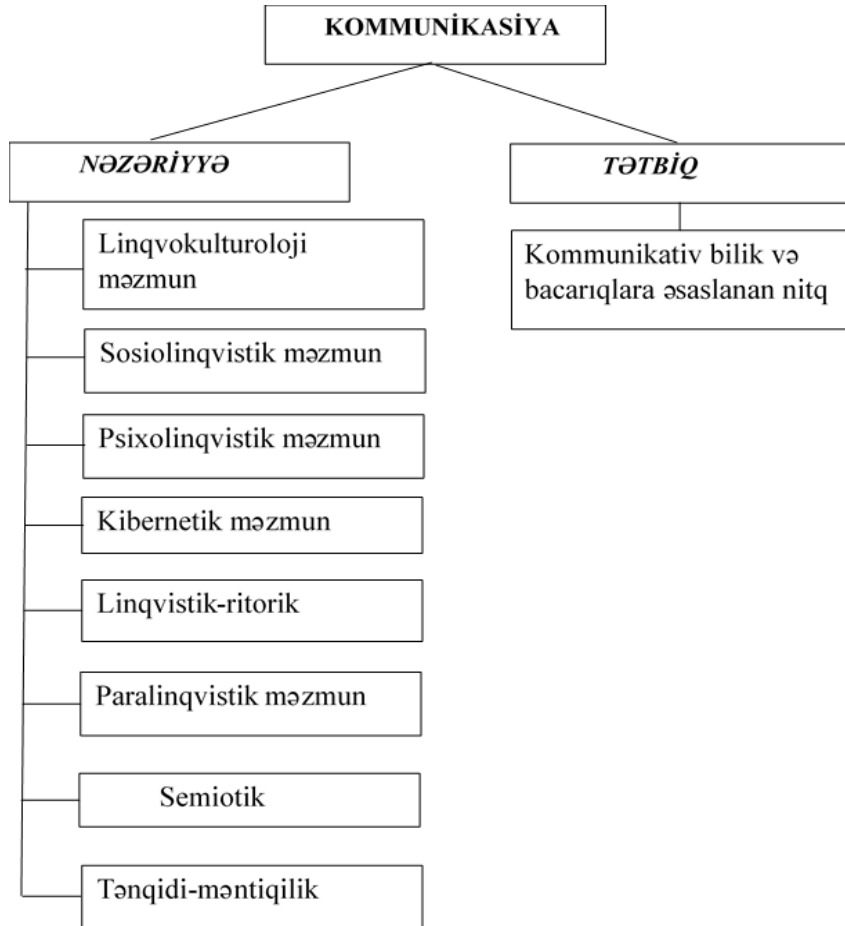 KOMMUNİKASİYA
NƏZƏRİYYƏ
TƏTBİQ
Linqvokulturoloji
məzmun
Sosiolinqvistik məzmun
Psixolinqvistik məzmun
Kibernetik məzmun
Linqvistik-ritorik
Paralinqvistik məzmun
Semiotik
Tənqidi-məntiqilik
Kommunikativ bilik və
bacarıqlara əsaslanan nitq